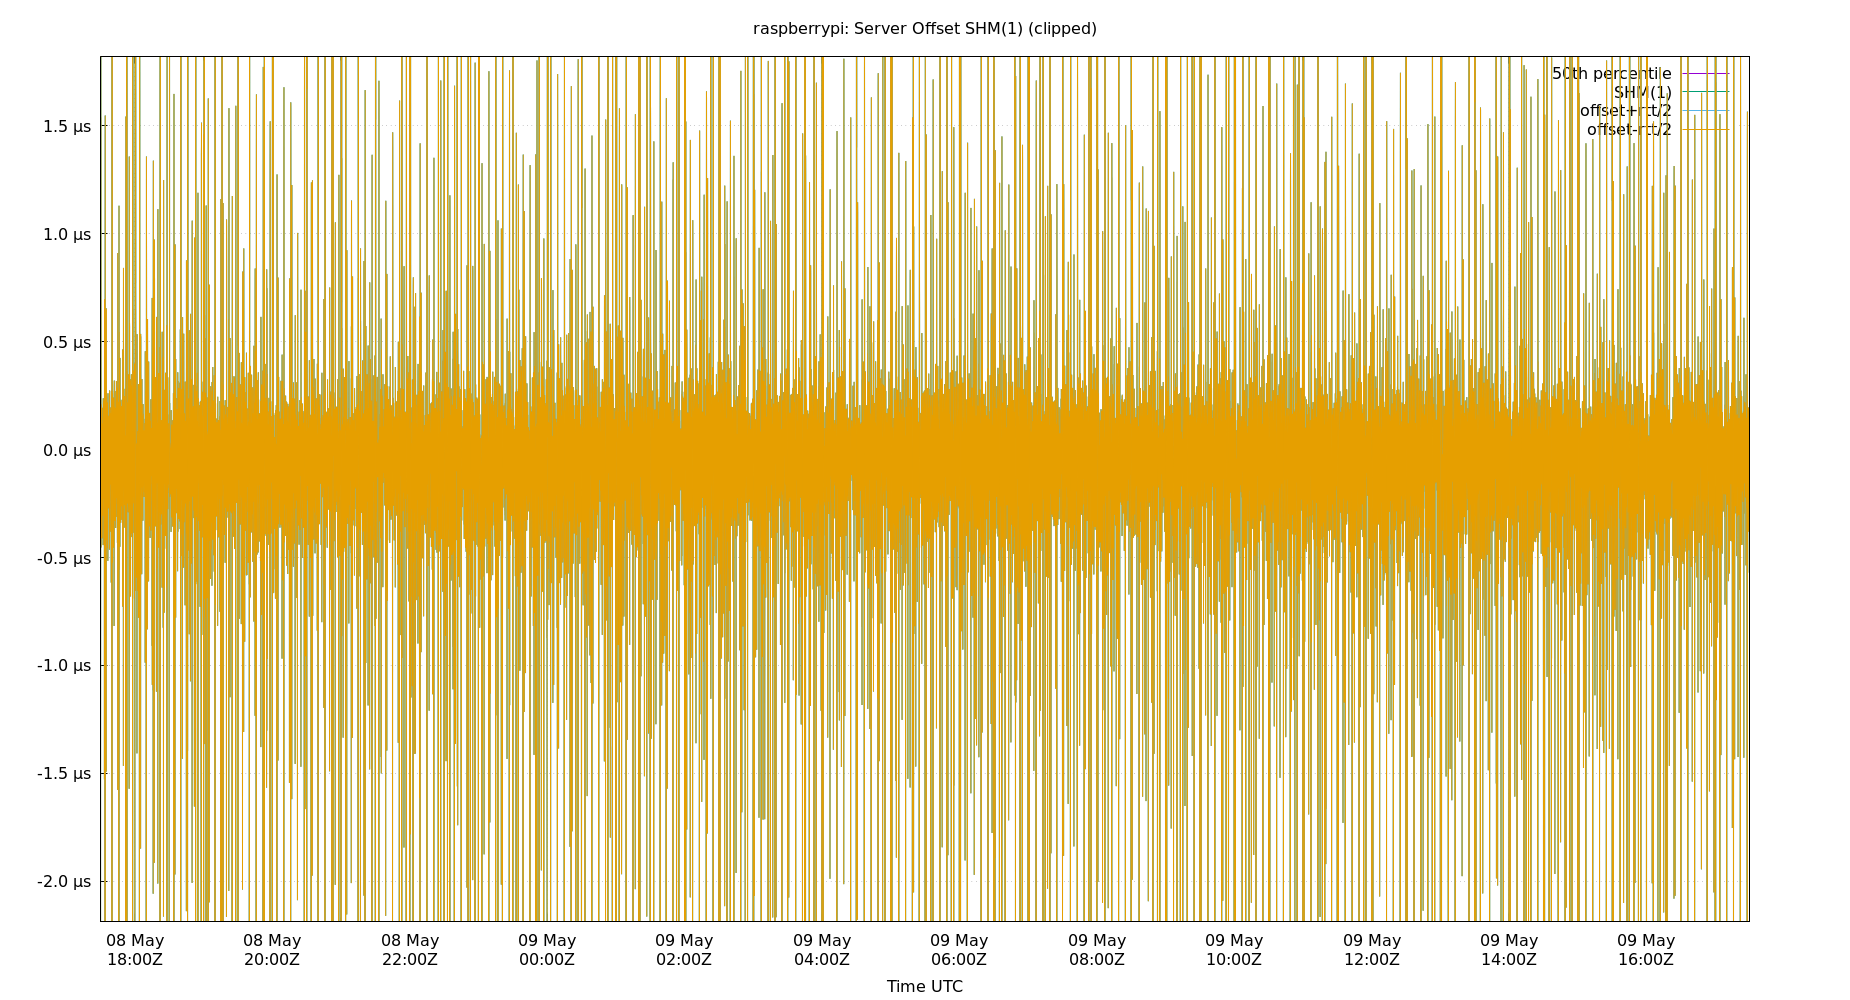 raspberrypi: Server Offset SHM(1) (clipped)
50th percentile
SHM(1)
offset+rtt/2
offset-rtt/2
1.5 µs
1.0 µs
0.5 µs
0.0 µs
-0.5 µs
-1.0 µs
-1.5 µs
-2.0 µs
08 May 08 May 08 May 09 May 09 May 09 May 09 May 09 May 09 May 09 May 09 May 09 May
18:00Z 20:00Z 22:00Z 00:00Z 02:00Z 04:00Z 06:00Z 08:00Z 10:00Z 12:00Z 14:00Z 16:00Z
Time UTC